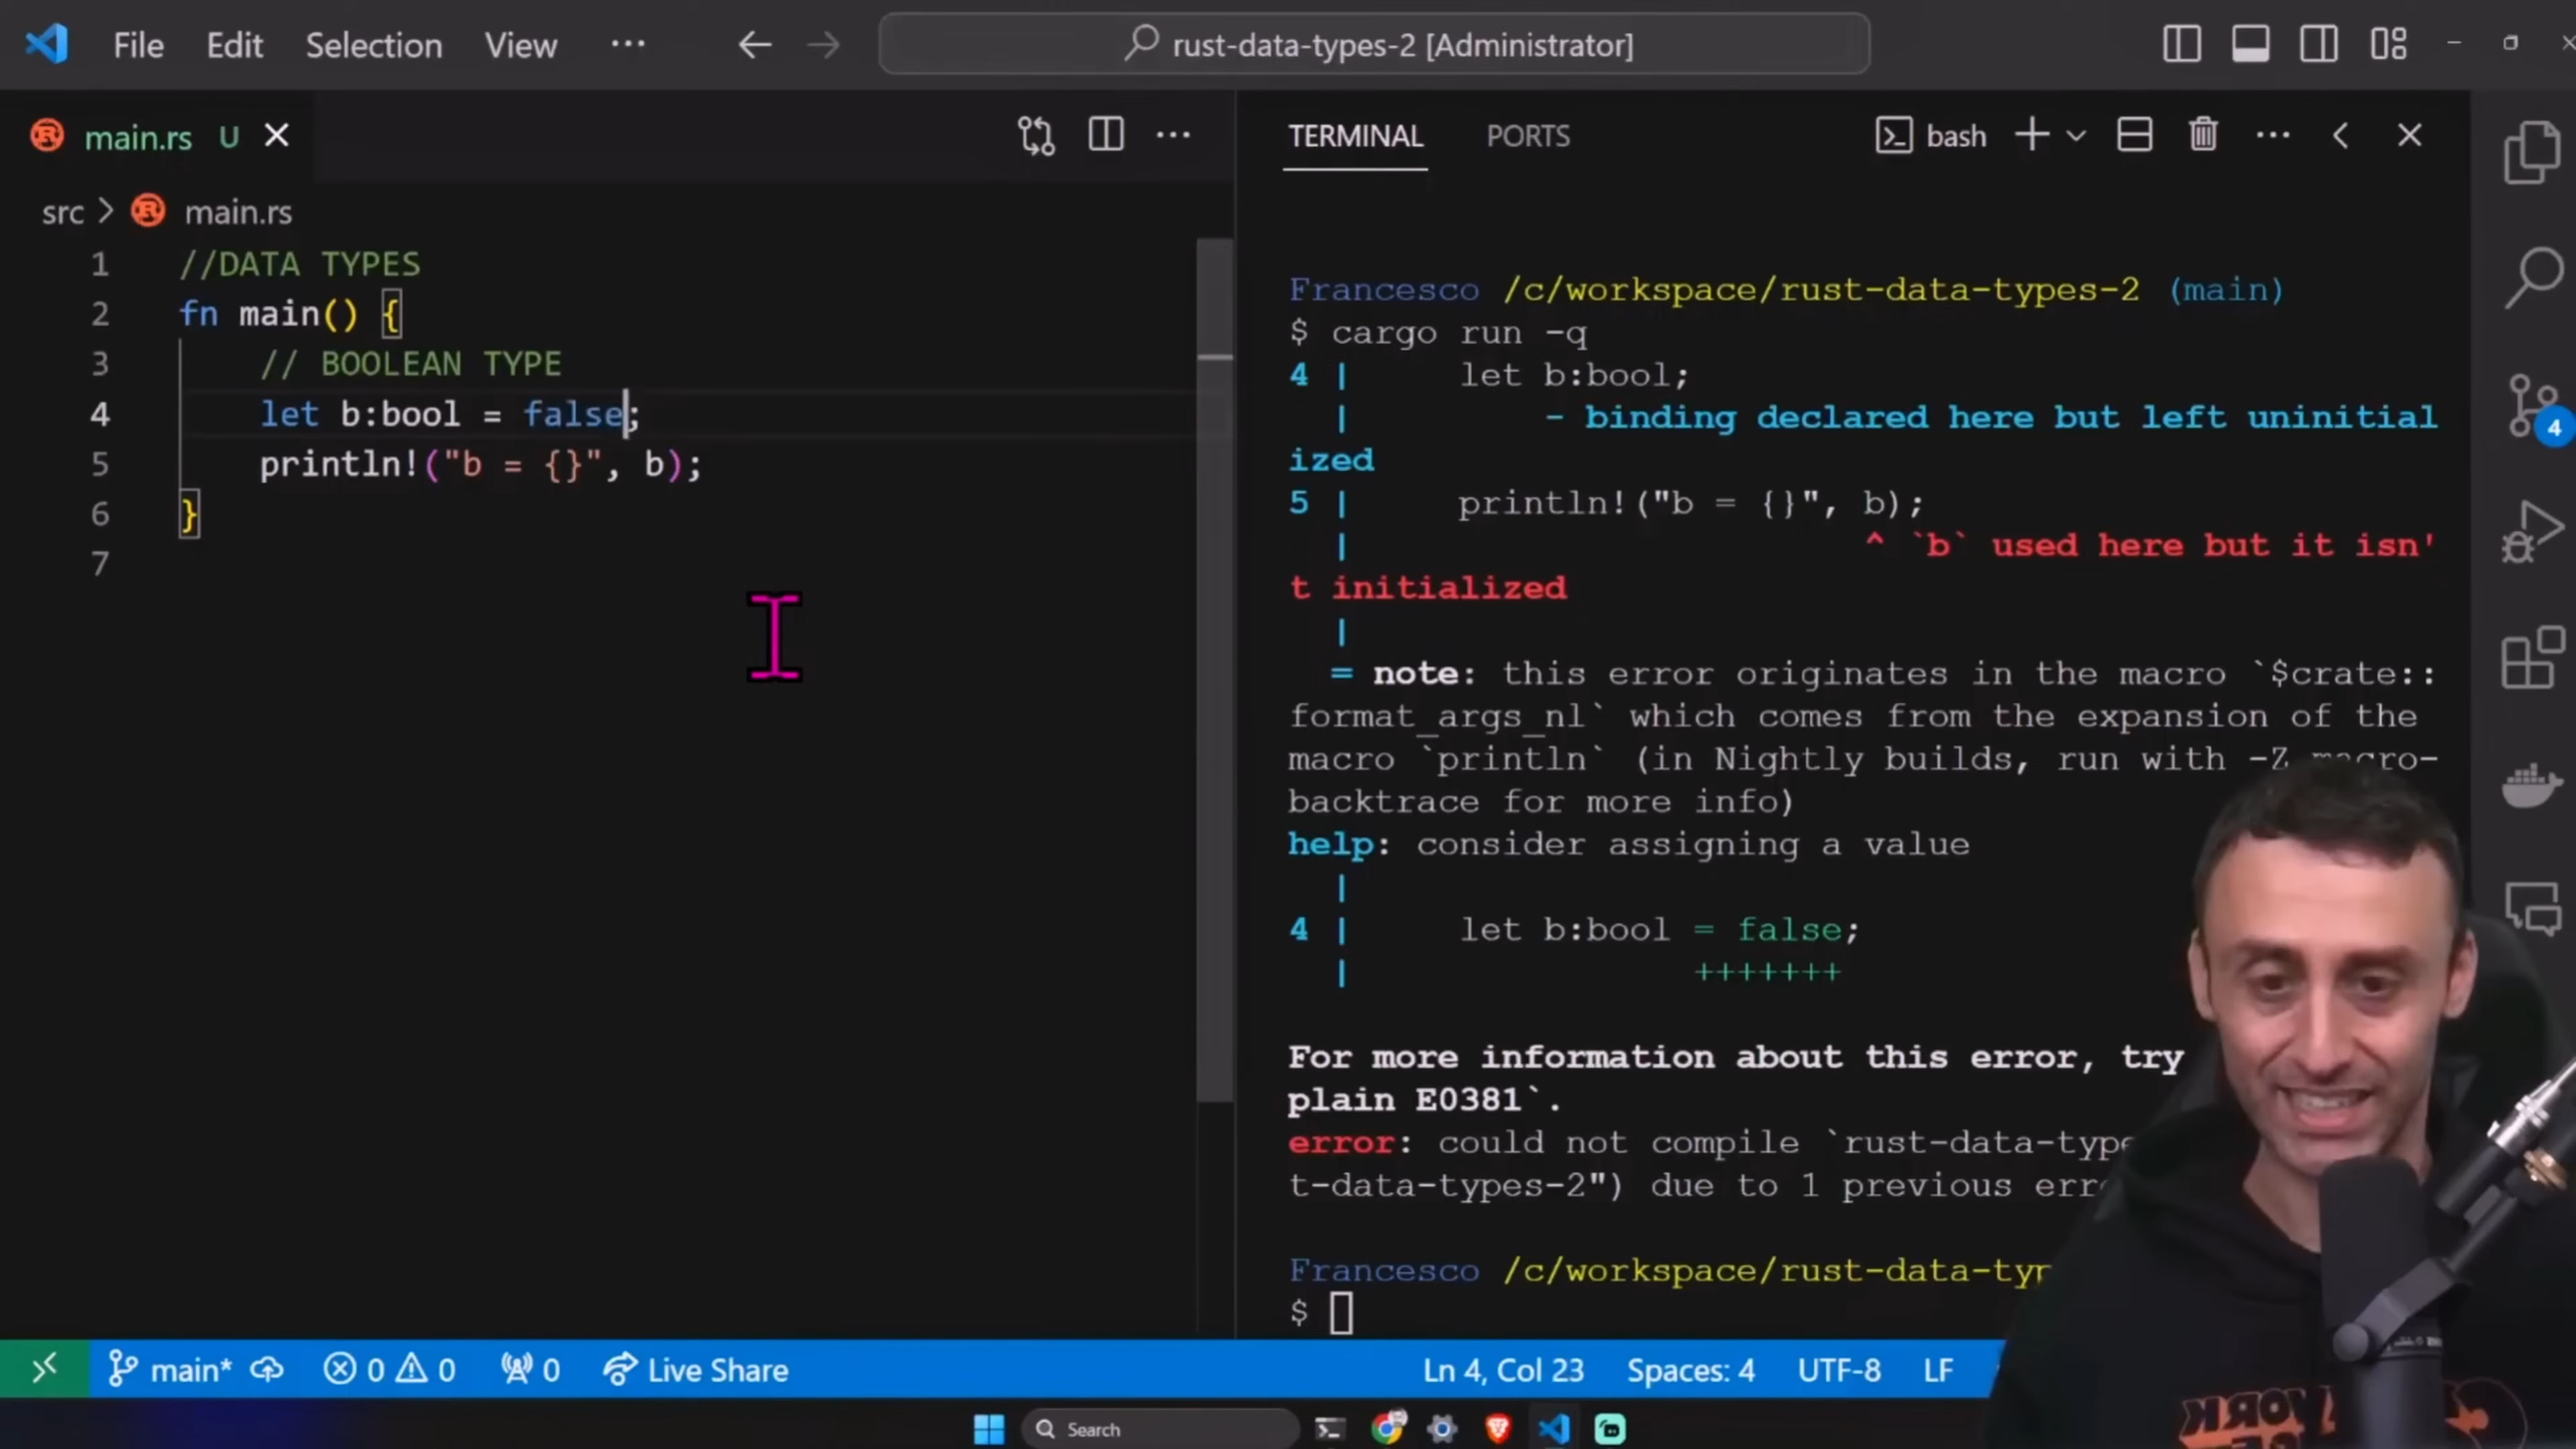 File Edit Selection View ··· rust-data-types-2 [Administrator]
main.rs U
src > main.rs
1 //DATA TYPES
2 fn main() {
3 // BOOLEAN TYPE
4 let b:bool = false;
5 println!("b = {}", b);
6 }
7
TERMINAL PORTS bash
Francesco /c/workspace/rust-data-types-2 (main)
$ cargo run -q
4 | let b:bool;
| - binding declared here but left uninitial
ized
5 | println!("b = {}", b);
| ^ `b` used here but it isn'
t initialized
|
= note: this error originates in the macro `$crate::
format_args_nl` which comes from the expansion of the
macro `println` (in Nightly builds, run with -Z macro-
backtrace for more info)
help: consider assigning a value
|
4 | let b:bool = false;
| +++++++
For more information about this error, try
plain E0381`.
error: could not compile `rust-data-type
t-data-types-2") due to 1 previous err
Francesco /c/workspace/rust-data-typ
$
4
main* 0 0 0 Live Share Ln 4, Col 23 Spaces: 4 UTF-8 LF
Search